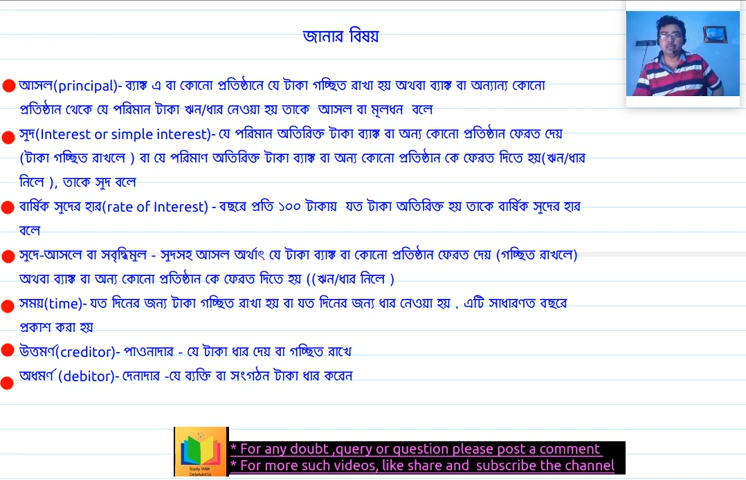 জানার বিষয়
আসল(principal)- ব্যাঙ্ক এ বা কোনো প্রতিষ্ঠানে যে টাকা গচ্ছিত রাখা হয় অথবা ব্যাঙ্ক বা অন্যান্য কোনো
প্রতিষ্ঠান থেকে যে পরিমান টাকা ঋন/ধার নেওয়া হয় তাকে আসল বা মূলধন বলে
সুদ(Interest or simple interest)- যে পরিমান অতিরিক্ত টাকা ব্যাঙ্ক বা অন্য কোনো প্রতিষ্ঠান ফেরত দেয়
(টাকা গচ্ছিত রাখলে ) বা যে পরিমাণ অতিরিক্ত টাকা ব্যাঙ্ক বা অন্য কোনো প্রতিষ্ঠান কে ফেরত দিতে হয়(ঋন/ধার
নিলে ), তাকে সুদ বলে
বার্ষিক সুদের হার(rate of Interest) - বছরে প্রতি ১০০ টাকায় যত টাকা অতিরিক্ত হয় তাকে বার্ষিক সুদের হার
বলে
সুদে-আসলে বা সবৃদ্ধিমুল - সুদসহ আসল অর্থাৎ যে টাকা ব্যাঙ্ক বা কোনো প্রতিষ্ঠান ফেরত দেয় (গচ্ছিত রাখলে)
অথবা ব্যাঙ্ক বা অন্য কোনো প্রতিষ্ঠান কে ফেরত দিতে হয় ((ঋন/ধার নিলে )
সময়(time)- যত দিনের জন্য টাকা গচ্ছিত রাখা হয় বা যত দিনের জন্য ধার নেওয়া হয় . এটি সাধারণত বছরে
প্রকাশ করা হয়
উত্তমর্ণ(creditor)- পাওনাদার - যে টাকা ধার দেয় বা গচ্ছিত রাখে
অধমর্ণ (debitor)- দেনাদার -যে ব্যক্তি বা সংগঠন টাকা ধার করেন
* For any doubt ,query or question please post a comment
* For more such videos, like share and subscribe the channel